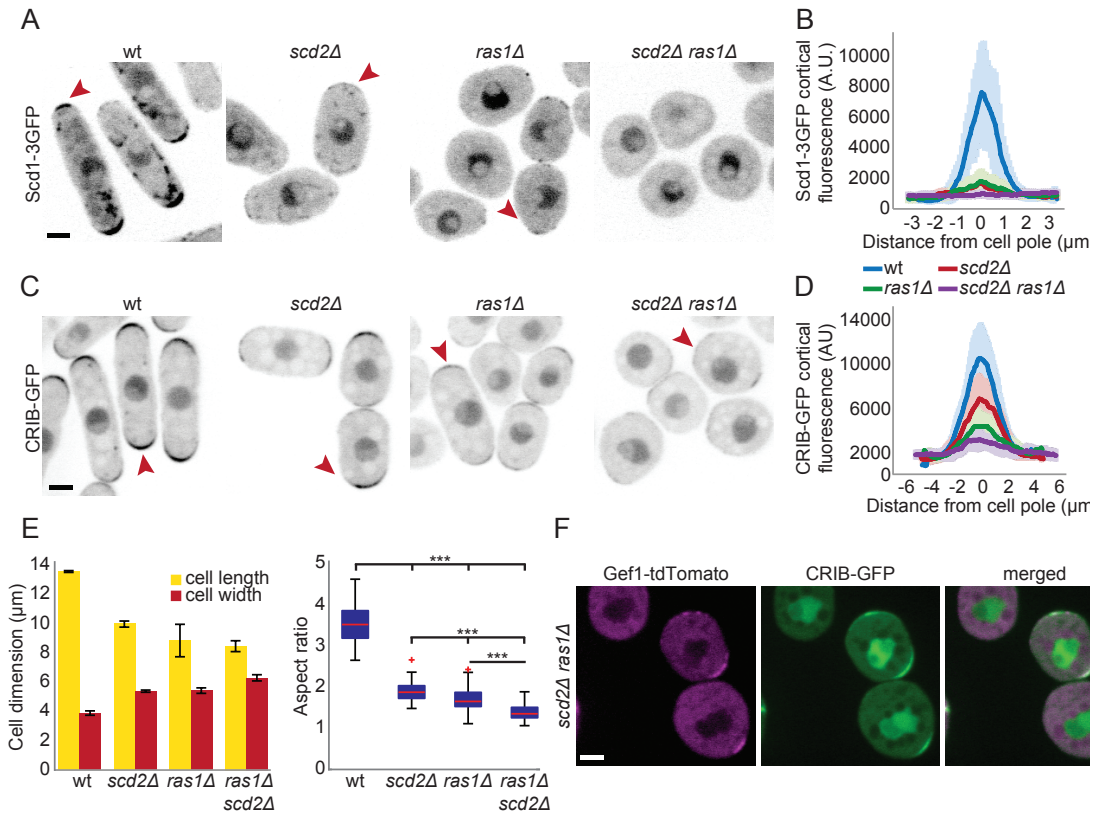 A
wt
scd2Δ
ras1Δ
scd2Δ ras1Δ
Scd1-3GFP
B
Scd1-3GFP cortical
fluorescence (A.U.)
10000
8000
6000
4000
2000
0
-3 -2 -1 0 1 2 3
Distance from cell pole (µm
wt
scd2Δ
ras1Δ
scd2Δ ras1Δ
C
wt
scd2Δ
ras1Δ
scd2Δ ras1Δ
CRIB-GFP
D
CRIB-GFP cortical
fluorescence (AU)
14000
10000
6000
2000
0
-6 -4 -2 0 2 4 6
Distance from cell pole (µm
E
Cell dimension (µm)
14
12
10
8
6
4
2
0
cell length
cell width
wt
scd2Δ
ras1Δ
ras1Δ
scd2Δ
Aspect ratio
5
4
3
2
1
0
***
***
***
wt
scd2Δ
ras1Δ
ras1Δ
scd2Δ
F
Gef1-tdTomato
CRIB-GFP
merged
scd2Δ ras1Δ